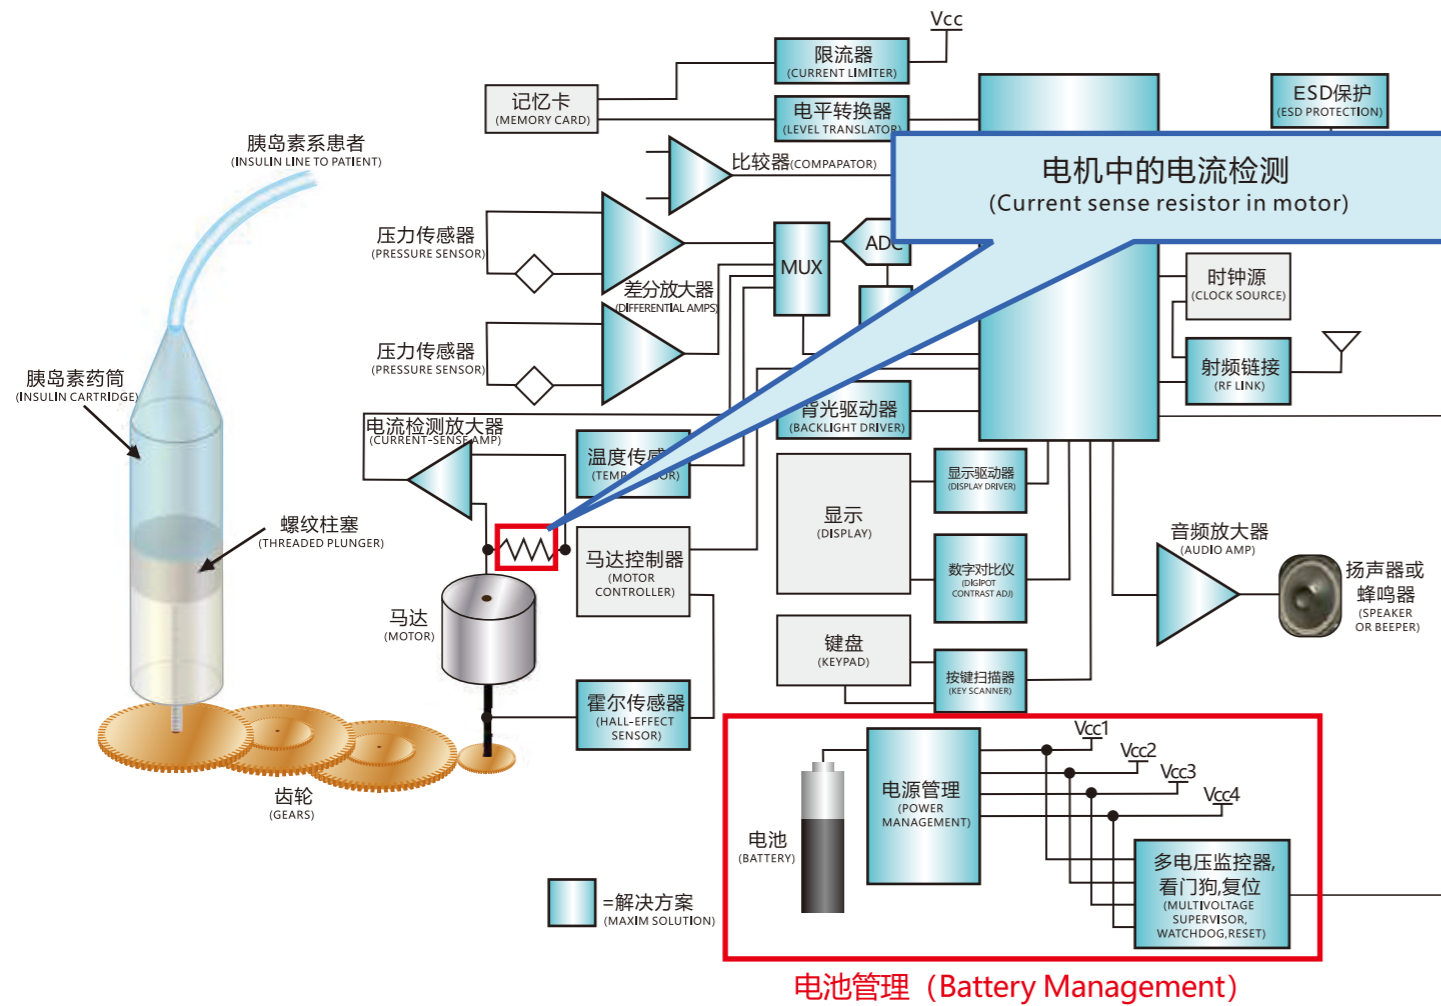 Vcc
限流器
(CURRENT LIMITER)
记忆卡
(MEMORY CARD)
电平转换器
(LEVEL TRANSLATOR)
ESD保护
(ESD PROTECTION)
胰岛素系患者
(INSULIN LINE TO PATIENT)
比较器(COMPAPATOR)
电机中的电流检测
(Current sense resistor in motor)
压力传感器
(PRESSURE SENSOR)
MUX
ADC
差分放大器
(DIFFERENTIAL AMPS)
时钟源
(CLOCK SOURCE)
压力传感器
(PRESSURE SENSOR)
射频链接
(RF LINK)
胰岛素药筒
(INSULIN CARTRIDGE)
电流检测放大器
(CURRENT-SENSE AMP)
背光驱动器
(BACKLIGHT DRIVER)
温度传感
(TEMP
OR)
显示驱动器
(DISPLAY DRIVER)
显示
(DISPLAY)
螺纹柱塞
(THREADED PLUNGER)
马达控制器
(MOTOR
CONTROLLER)
数字对比仪
(DIGIPOT
CONTRAST ADJ)
音频放大器
(AUDIO AMP)
扬声器或
蜂鸣器
(SPEAKER
OR BEEPER)
马达
(MOTOR)
键盘
(KEYPAD)
按键扫描器
(KEY SCANNER)
霍尔传感器
(HALL-EFFECT
SENSOR)
齿轮
(GEARS)
Vcc1
Vcc2
Vcc3
Vcc4
电源管理
(POWER
MANAGEMENT)
电池
(BATTERY)
多电压监控器,
看门狗,复位
(MULTIVOLTAGE
SUPERVISOR,
WATCHDOG,RESET)
=解决方案
(MAXIM SOLUTION)
电池管理（Battery Management）